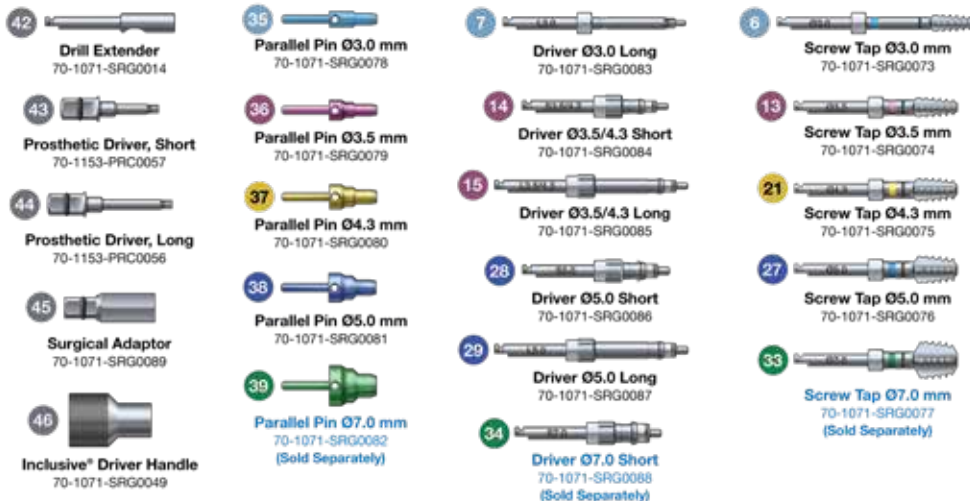 42
Drill Extender
70-1071-SRG0014
43
Prosthetic Driver, Short
70-1153-PRC0057
44
Prosthetic Driver, Long
70-1153-PRC0056
45
Surgical Adaptor
70-1071-SRG0089
46
Inclusive® Driver Handle
70-1071-SRG0049
35
Parallel Pin Ø3.0 mm
70-1071-SRG0078
36
Parallel Pin Ø3.5 mm
70-1071-SRG0079
37
Parallel Pin Ø4.3 mm
70-1071-SRG0080
38
Parallel Pin Ø5.0 mm
70-1071-SRG0081
39
Parallel Pin Ø7.0 mm
70-1071-SRG0082
(Sold Separately)
7
Driver Ø3.0 Long
70-1071-SRG0083
14
Driver Ø3.5/4.3 Short
70-1071-SRG0084
15
Driver Ø3.5/4.3 Long
70-1071-SRG0085
28
Driver Ø5.0 Short
70-1071-SRG0086
29
Driver Ø5.0 Long
70-1071-SRG0087
34
Driver Ø7.0 Short
70-1071-SRG0088
(Sold Separately)
6
Screw Tap Ø3.0 mm
70-1071-SRG0073
13
Screw Tap Ø3.5 mm
70-1071-SRG0074
21
Screw Tap Ø4.3 mm
70-1071-SRG0075
27
Screw Tap Ø5.0 mm
70-1071-SRG0076
33
Screw Tap Ø7.0 mm
70-1071-SRG0077
(Sold Separately)